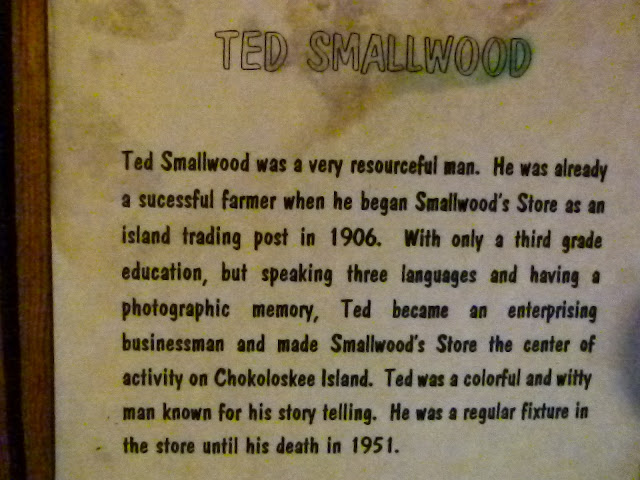 TED SMALLWOOD
Ted Smallwood was a very resourceful man. He was already
a sucessful farmer when he began Smallwood's Store as an
island trading post in 1906. With only a third grade
education, but speaking three languages and having a
photographic memory, Ted became an enterprising
businessman and made Smallwood's Store the center of
activity on Chokoloskee Island. Ted was a colorful and witty
man known for his story telling. He was a regular fixture in
the store until his death in 1951.